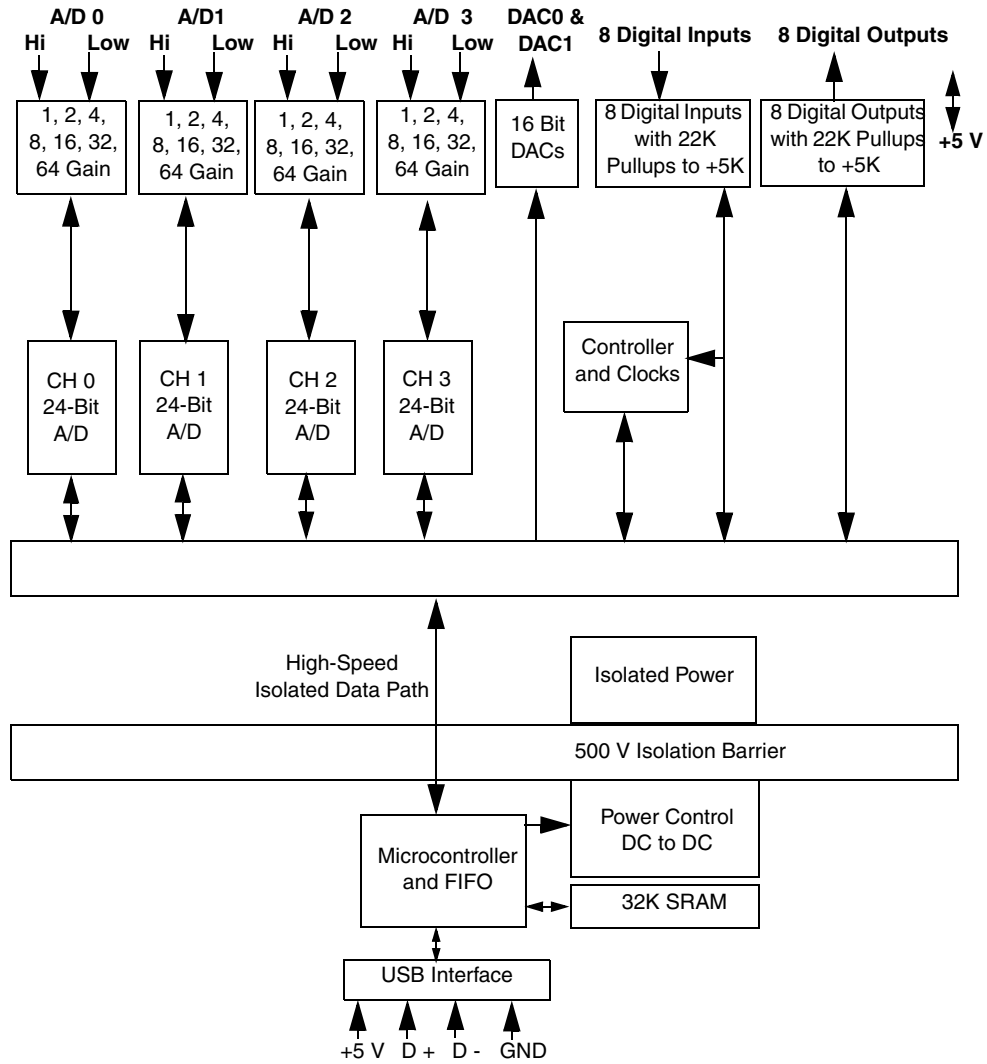 A/D 0
A/D1
A/D 2
A/D 3
DAC0 &
DAC1
8 Digital Inputs
8 Digital Outputs
Hi
Low
Hi
Low
Hi
Low
Hi
Low
1, 2, 4,
8, 16, 32,
64 Gain
1, 2, 4,
8, 16, 32,
64 Gain
1, 2, 4,
8, 16, 32,
64 Gain
1, 2, 4,
8, 16, 32,
64 Gain
16 Bit
DACs
8 Digital Inputs
with 22K
Pullups to +5K
8 Digital Outputs
with 22K Pullups
to +5K
+5 V
CH 0
24-Bit
A/D
CH 1
24-Bit
A/D
CH 2
24-Bit
A/D
CH 3
24-Bit
A/D
Controller
and Clocks
High-Speed
Isolated Data Path
Isolated Power
500 V Isolation Barrier
Microcontroller
and FIFO
Power Control
DC to DC
32K SRAM
USB Interface
+5 V
D +
D -
GND